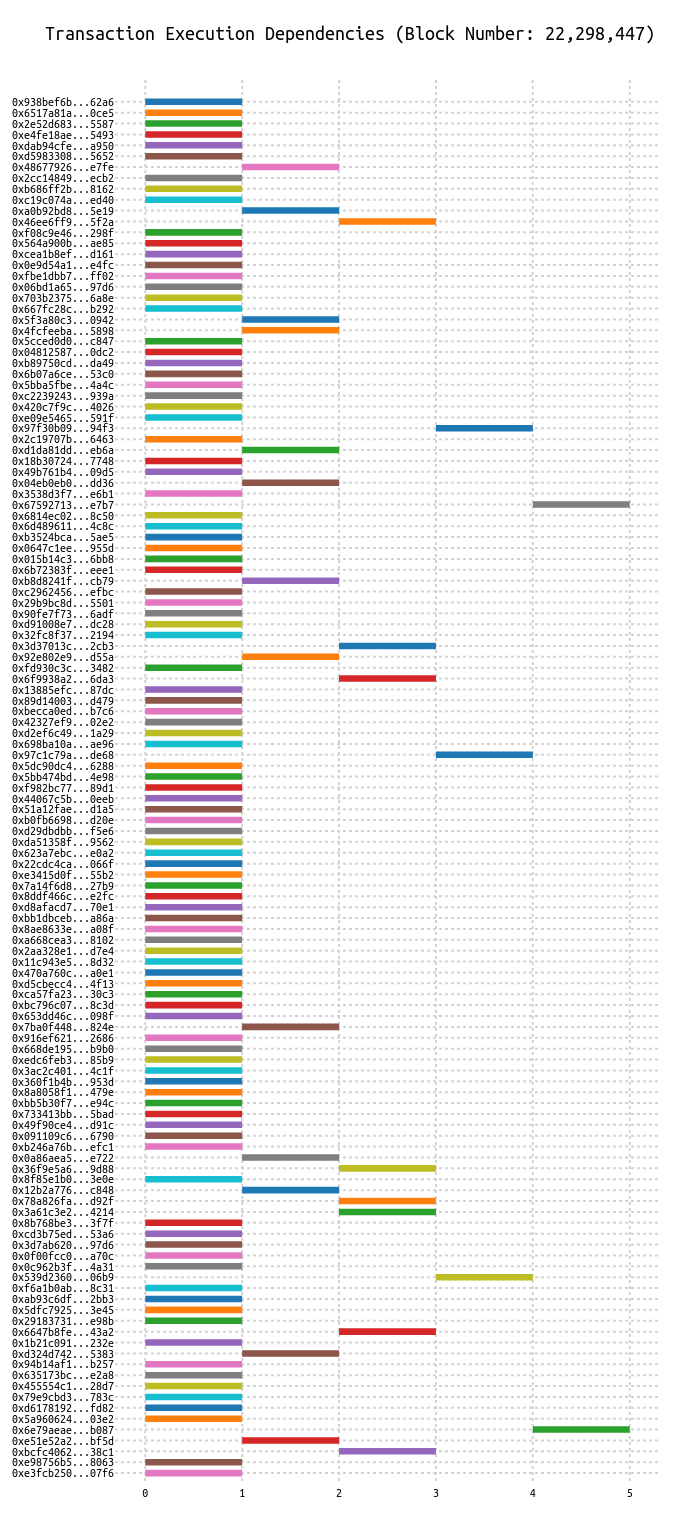 Transaction Execution Dependencies (Block Number: 22,298,447)
0x938bef6b...62a6
0x6517a81a...0ce5
0x2e52d683...5587
0xe4fe18ae...5493
0xdab94cfe...a950
0xd5983308...5652
0x48677926...e7fe
0x2cc14849...ecb2
0xb686ff2b...8162
0xc19c074a...ed40
0xa0b92bd8...5e19
0x46ee6ff9...5f2a
0xf08c9e46...298f
0x564a900b...ae85
0xcea1b8ef...d161
0x0e9d54a1...e4fc
0xfbe1dbb7...ff02
0x06bd1a65...97d6
0x703b2375...6a8e
0x667fc28c...b292
0x5f3a80c3...0942
0x4fcfeeba...5898
0x5cced0d0...c847
0x04812587...0dc2
0xb89750cd...da49
0x6b07a6ce...53c0
0x5bba5fbe...4a4c
0xc2239243...939a
0x420c7f9c...4026
0xe09e5465...591f
0x97f30b09...94f3
0x2c19707b...6463
0xd1da81dd...eb6a
0x18b30724...7748
0x49b761b4...09d5
0x04eb0eb0...dd36
0x3538d3f7...e6b1
0x67592713...e7b7
0x6814ec02...8c50
0x6d489611...4c8c
0xb3524bca...5ae5
0x0647c1ee...955d
0x015b14c3...6bb8
0x6b72383f...eee1
0xb8d8241f...cb79
0xc2962456...efbc
0x29b9bc8d...5501
0x90fe7f73...6adf
0xd91008e7...dc28
0x32fc8f37...2194
0x3d37013c...2cb3
0x92e802e9...d55a
0xfd930c3c...3482
0x6f9938a2...6da3
0x13885efc...87dc
0x89d14003...d479
0xbecca0ed...b7c6
0x42327ef9...02e2
0xd2ef6c49...1a29
0x698ba10a...ae96
0x97c1c79a...de68
0x5dc90dc4...6288
0x5bb474bd...4e98
0xf982bc77...89d1
0x44067c5b...0eeb
0x51a12fae...d1a5
0xb0fb6698...d20e
0xd29dbdbb...f5e6
0xda51358f...9562
0x623a7ebc...e0a2
0x22cdc4ca...066f
0xe3415d0f...55b2
0x7a14f6d8...27b9
0x8ddf466c...e2fc
0xd8afacd7...70e1
0xbb1dbceb...a86a
0x8ae8633e...a08f
0xa668cea3...8102
0x2aa328e1...d7e4
0x11c943e5...8d32
0x470a760c...a0e1
0xd5cbecc4...4f13
0xca57fa23...30c3
0xbc796c07...8c3d
0x653dd46c...098f
0x7ba0f448...824e
0x916ef621...2686
0x668de195...b9b0
0xedc6feb3...85b9
0x3ac2c401...4c1f
0x360f1b4b...953d
0x8a8058f1...479e
0xbb5b30f7...e94c
0x733413bb...5bad
0x49f90ce4...d91c
0x091109c6...6790
0xb246a76b...efc1
0x0a86aea5...e722
0x36f9e5a6...9d88
0x8f85e1b0...3e0e
0x12b2a776...c848
0x78a826fa...d92f
0x3a61c3e2...4214
0x8b768be3...3f7f
0xcd3b75ed...53a6
0x3d7ab620...97d6
0x0f00fcc0...a70c
0x0c962b3f...4a31
0x539d2360...06b9
0xf6a1b0ab...8c31
0xab93c6df...2bb3
0x5dfc7925...3e45
0x29183731...e98b
0x6647b8fe...43a2
0x1b21c091...232e
0xd324d742...5383
0x94b14af1...b257
0x635173bc...e2a8
0x455554c1...28d7
0x79e9cbd3...783c
0xd6178192...fd82
0x5a960624...03e2
0x6e79aeae...b087
0xe51e52a2...bf5d
0xbcfc4062...38c1
0xe98756b5...8063
0xe3fcb250...07f6
0 1 2 3 4 5